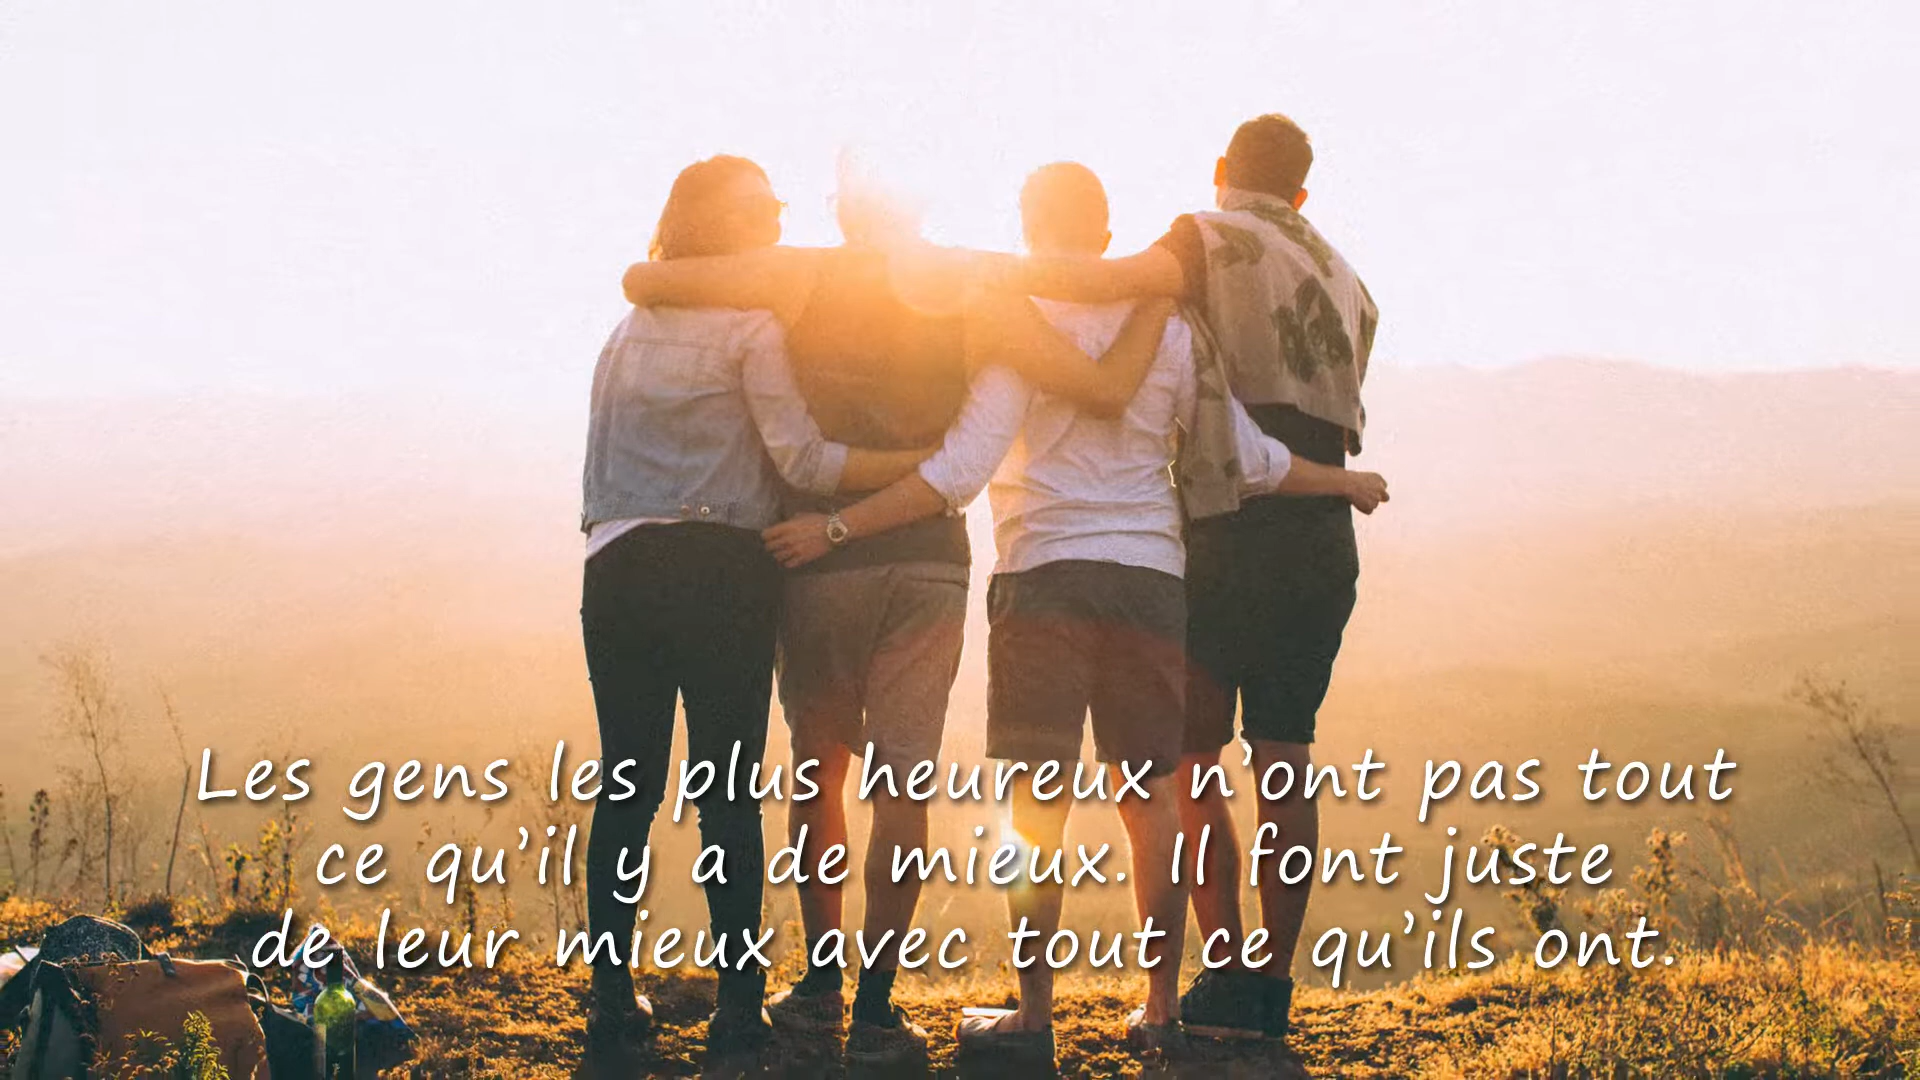 Les gens les plus heureux n’ont pas tout
ce qu’il y a de mieux. Il font juste
de leur mieux avec tout ce qu’ils ont.